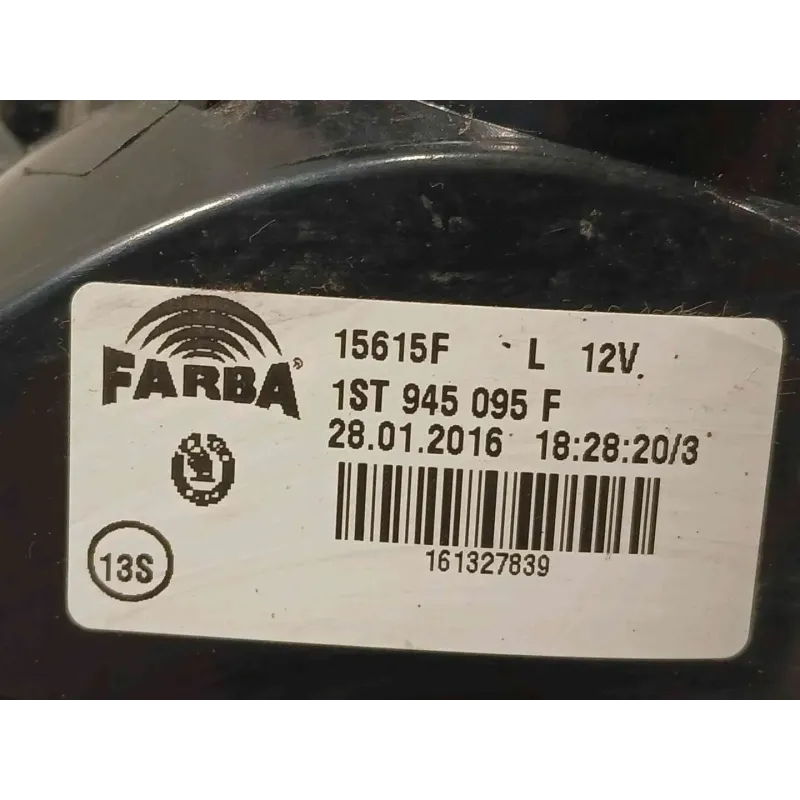 FARBA®
15615F L 12V.
1ST 945 095 F
28.01.2016 18:28:20/3
161327839
13S